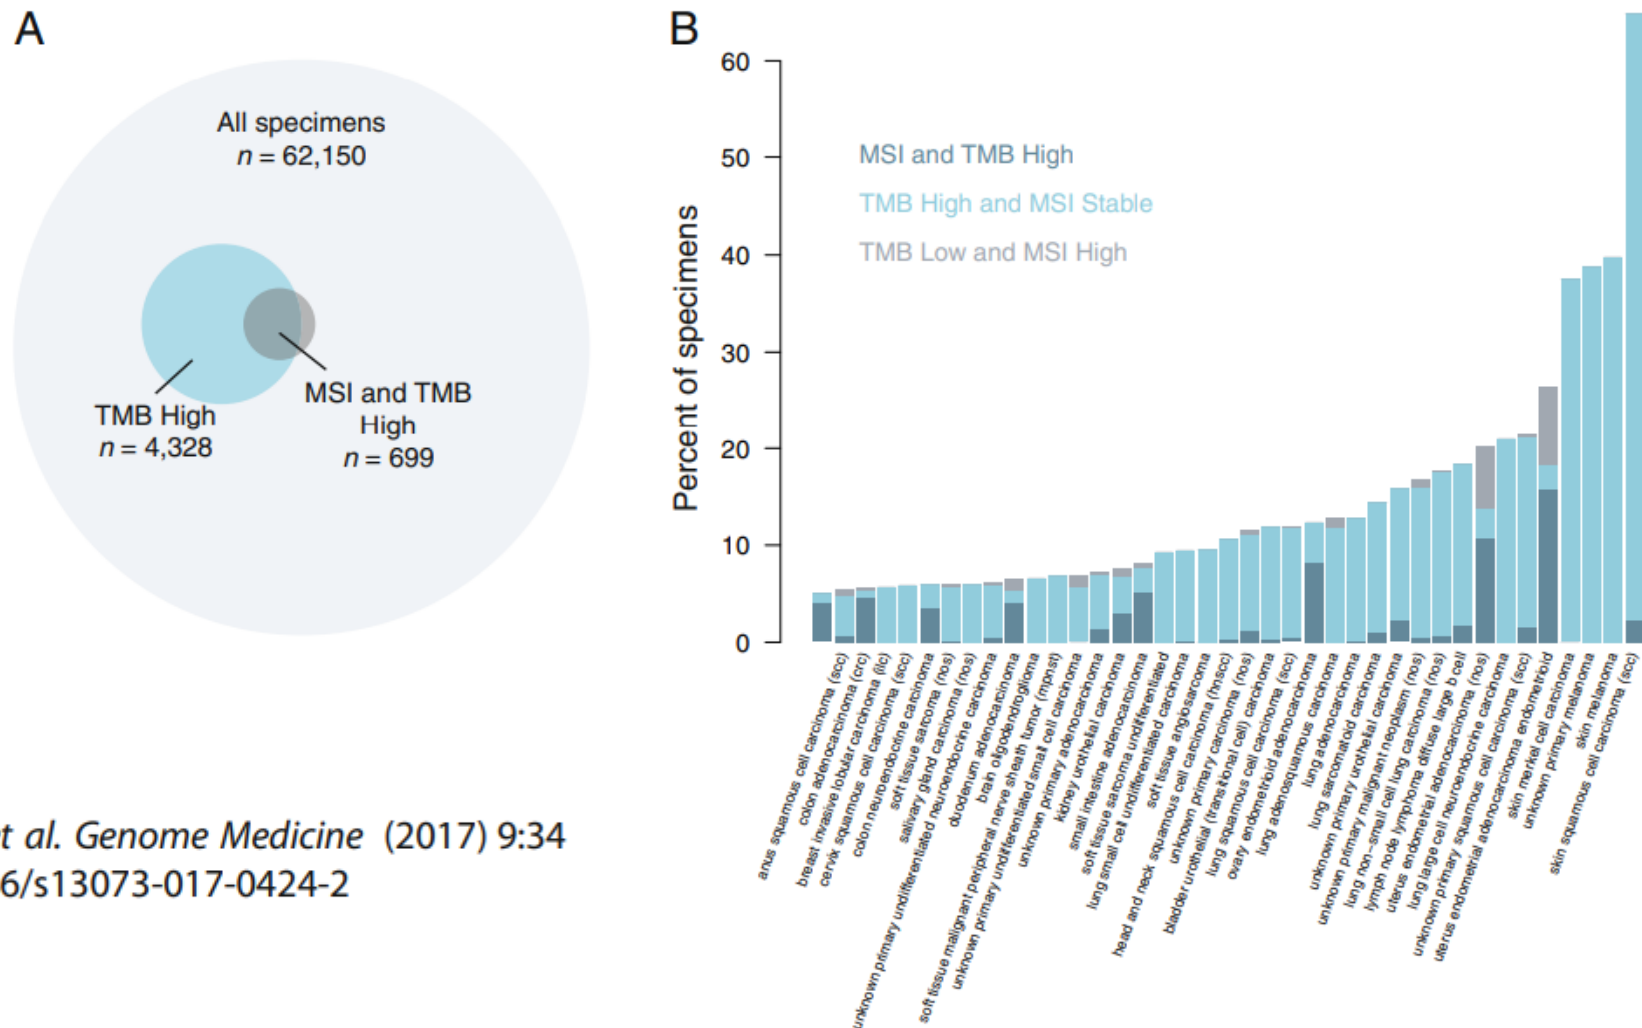 A
All specimens
n = 62,150
TMB High
n = 4,328
MSI and TMB
High
n = 699
t al. Genome Medicine (2017) 9:34
6/s13073-017-0424-2
B
Percent of specimens
60
50
40
30
20
10
0
MSI and TMB High
TMB High and MSI Stable
TMB Low and MSI High
anus squamous cell carcinoma (scc)
colon adenocarcinoma (crc)
breast invasive lobular carcinoma (ilc)
cervix squamous cell carcinoma (scc)
colon neuroendocrine carcinoma
soft tissue sarcoma (nos)
salivary gland carcinoma (nos)
unknown primary undifferentiated neuroendocrine carcinoma
duodenum adenocarcinoma
brain oligodendroglioma
soft tissue malignant peripheral nerve sheath tumor (mpnst)
unknown primary undifferentiated small cell carcinoma
unknown primary adenocarcinoma
kidney urothelial carcinoma
small intestine adenocarcinoma
soft tissue sarcoma undifferentiated
lung small cell undifferentiated carcinoma
soft tissue angiosarcoma
head and neck squamous cell carcinoma (hnscc)
unknown primary carcinoma (nos)
bladder urothelial (transitional cell) carcinoma
lung squamous cell carcinoma (scc)
ovary endometrioid adenocarcinoma
lung adenosquamous carcinoma
lung adenocarcinoma
lung sarcomatoid carcinoma
unknown primary urothelial carcinoma
unknown primary malignant neoplasm (nos)
lung non-small cell lung carcinoma (nos)
lymph node lymphoma diffuse large b cell
uterus endometrial adenocarcinoma (nos)
lung large cell neuroendocrine carcinoma
unknown primary squamous cell carcinoma (scc)
uterus endometrial adenocarcinoma endometrioid
skin merkel cell carcinoma
unknown primary melanoma
skin melanoma
skin squamous cell carcinoma (scc)